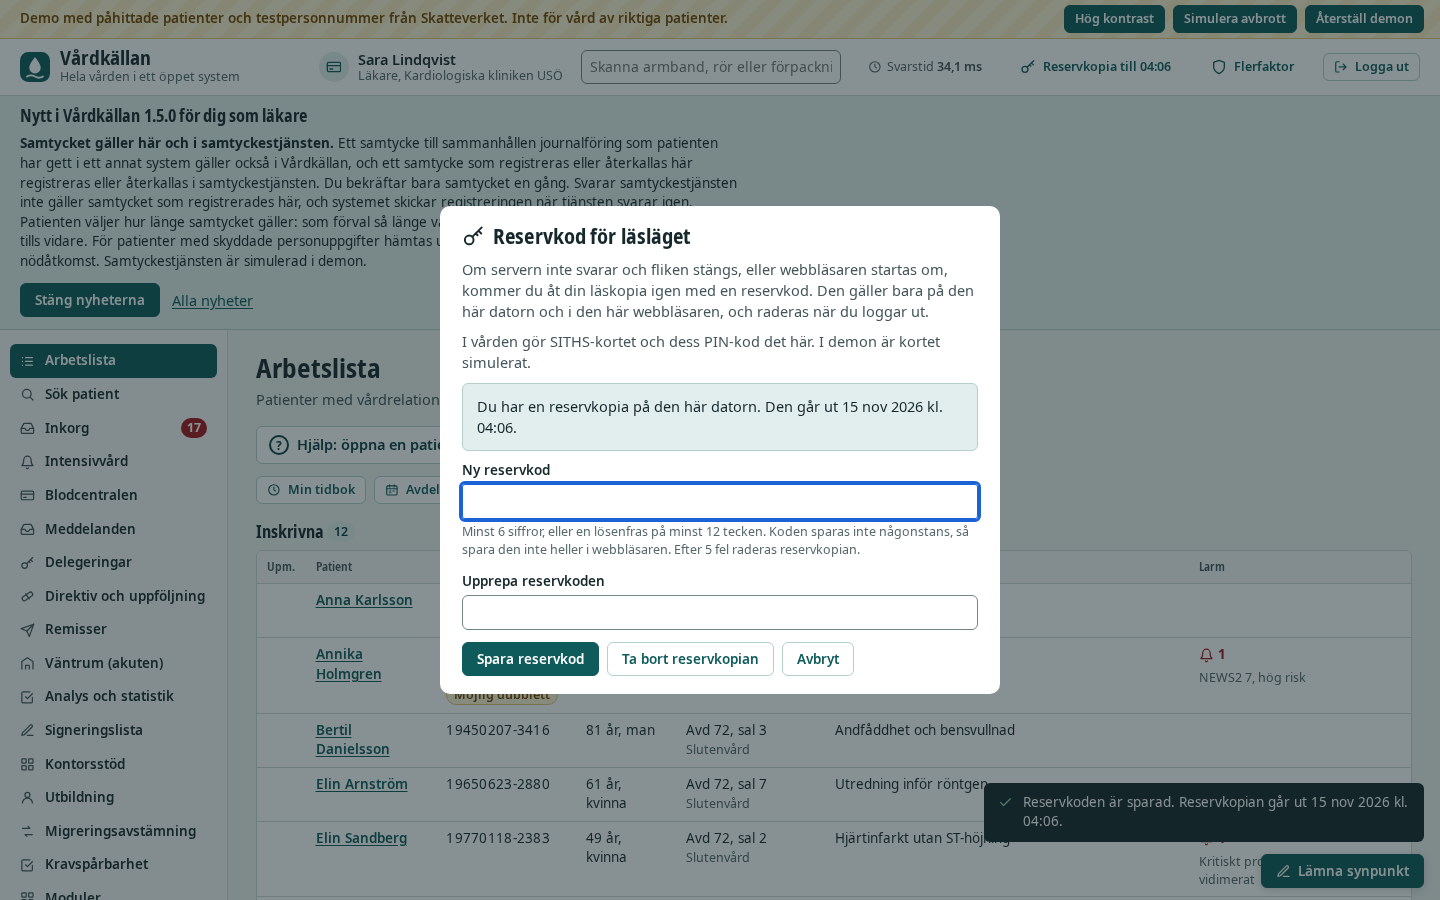 Demo med påhittade patienter och testpersonnummer från Skatteverket. Inte för vård av riktiga patienter.
Hög kontrast
Simulera avbrott
Återställ demon
Vårdkällan
Hela vården i ett öppet system
Sara Lindqvist
Läkare, Kardiologiska kliniken USÖ
Skanna armband, rör eller förpackni
Svarstid 34,1 ms
Reservkopia till 04:06
Flerfaktor
Logga ut
Nytt i Vårdkällan 1.5.0 för dig som läkare
Samtycket gäller här och i samtyckestjänsten. Ett samtycke till sammanhållen journalföring som patienten
har gett i ett annat system gäller också i Vårdkällan, och ett samtycke som registreras eller återkallas här
registreras eller återkallas i samtyckestjänsten. Du bekräftar bara samtycket en gång. Svarar samtyckestjänsten
inte gäller samtycket som registrerades här, och systemet skickar registreringen när tjänsten svarar igen.
Patienten väljer hur länge samtycket gäller: som förval så länge
tills vidare. För patienter med skyddade personuppgifter hämtas
nödåtkomst. Samtyckestjänsten är simulerad i demon.
Stäng nyheterna
Alla nyheter
Arbetslista
Sök patient
Inkorg
17
Intensivvård
Blodcentralen
Meddelanden
Delegeringar
Direktiv och uppföljning
Remisser
Väntrum (akuten)
Analys och statistik
Signeringslista
Kontorsstöd
Utbildning
Migreringsavstämning
Kravspårbarhet
Moduler
Arbetslista
Patienter med vårdrelation
Hjälp: öppna en patie
Min tidbok
Avdel
Inskrivna 12
Upm.
Patient
Larm
Anna Karlsson
Annika
Holmgren
Möjlig dubblett
1
NEWS2 7, hög risk
Bertil
Danielsson
19450207-3416
81 år, man
Avd 72, sal 3
Slutenvård
Andfåddhet och bensvullnad
Elin Arnström
19650623-2880
61 år,
kvinna
Avd 72, sal 7
Slutenvård
Utredning inför röntgen
Elin Sandberg
19770118-2383
49 år,
kvinna
Avd 72, sal 2
Slutenvård
Hjärtinfarkt utan ST-höjning
Kritiskt pro
vidimerat
Reservkod för läsläget
Om servern inte svarar och fliken stängs, eller webbläsaren startas om,
kommer du åt din läskopia igen med en reservkod. Den gäller bara på den
här datorn och i den här webbläsaren, och raderas när du loggar ut.
I vården gör SITHS-kortet och dess PIN-kod det här. I demon är kortet
simulerat.
Du har en reservkopia på den här datorn. Den går ut 15 nov 2026 kl.
04:06.
Ny reservkod
Minst 6 siffror, eller en lösenfras på minst 12 tecken. Koden sparas inte någonstans, så
spara den inte heller i webbläsaren. Efter 5 fel raderas reservkopian.
Upprepa reservkoden
Spara reservkod
Ta bort reservkopian
Avbryt
Reservkoden är sparad. Reservkopian går ut 15 nov 2026 kl.
04:06.
Lämna synpunkt